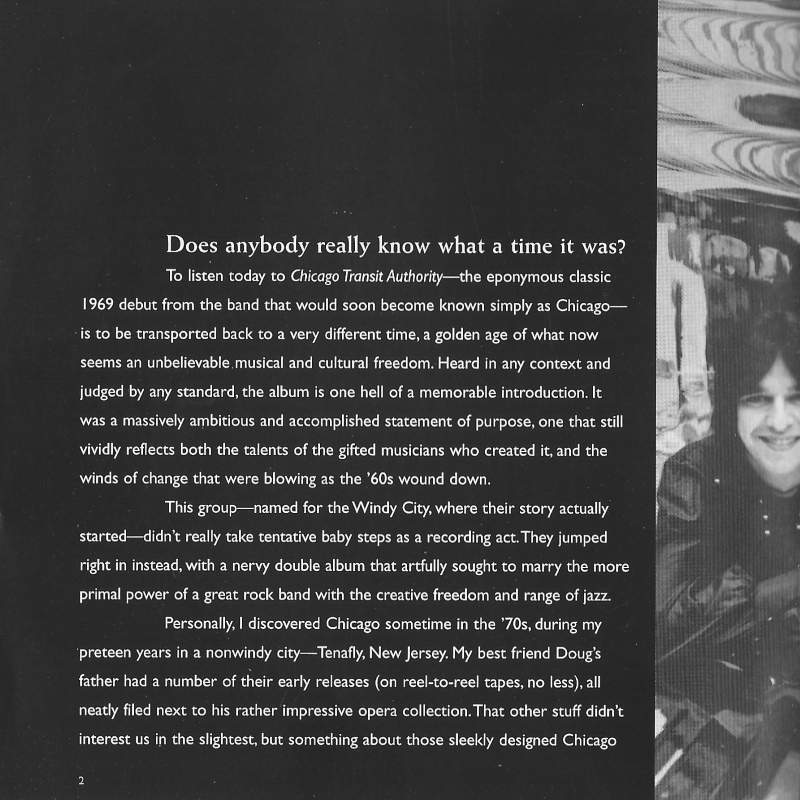 Does anybody really know what a time it was?
To listen today to Chicago Transit Authority—the eponymous classic
1969 debut from the band that would soon become known simply as Chicago—
is to be transported back to a very different time, a golden age of what now
seems an unbelievable musical and cultural freedom. Heard in any context and
judged by any standard, the album is one hell of a memorable introduction. It
was a massively ambitious and accomplished statement of purpose, one that still
vividly reflects both the talents of the gifted musicians who created it, and the
winds of change that were blowing as the ’60s wound down.
This group—named for the Windy City, where their story actually
started—didn’t really take tentative baby steps as a recording act. They jumped
right in instead, with a nervy double album that artfully sought to marry the more
primal power of a great rock band with the creative freedom and range of jazz.
Personally, I discovered Chicago sometime in the ’70s, during my
preteen years in a nonwindy city—Tenafly, New Jersey. My best friend Doug’s
father had a number of their early releases (on reel-to-reel tapes, no less), all
neatly filed next to his rather impressive opera collection. That other stuff didn’t
interest us in the slightest, but something about those sleekly designed Chicago
2